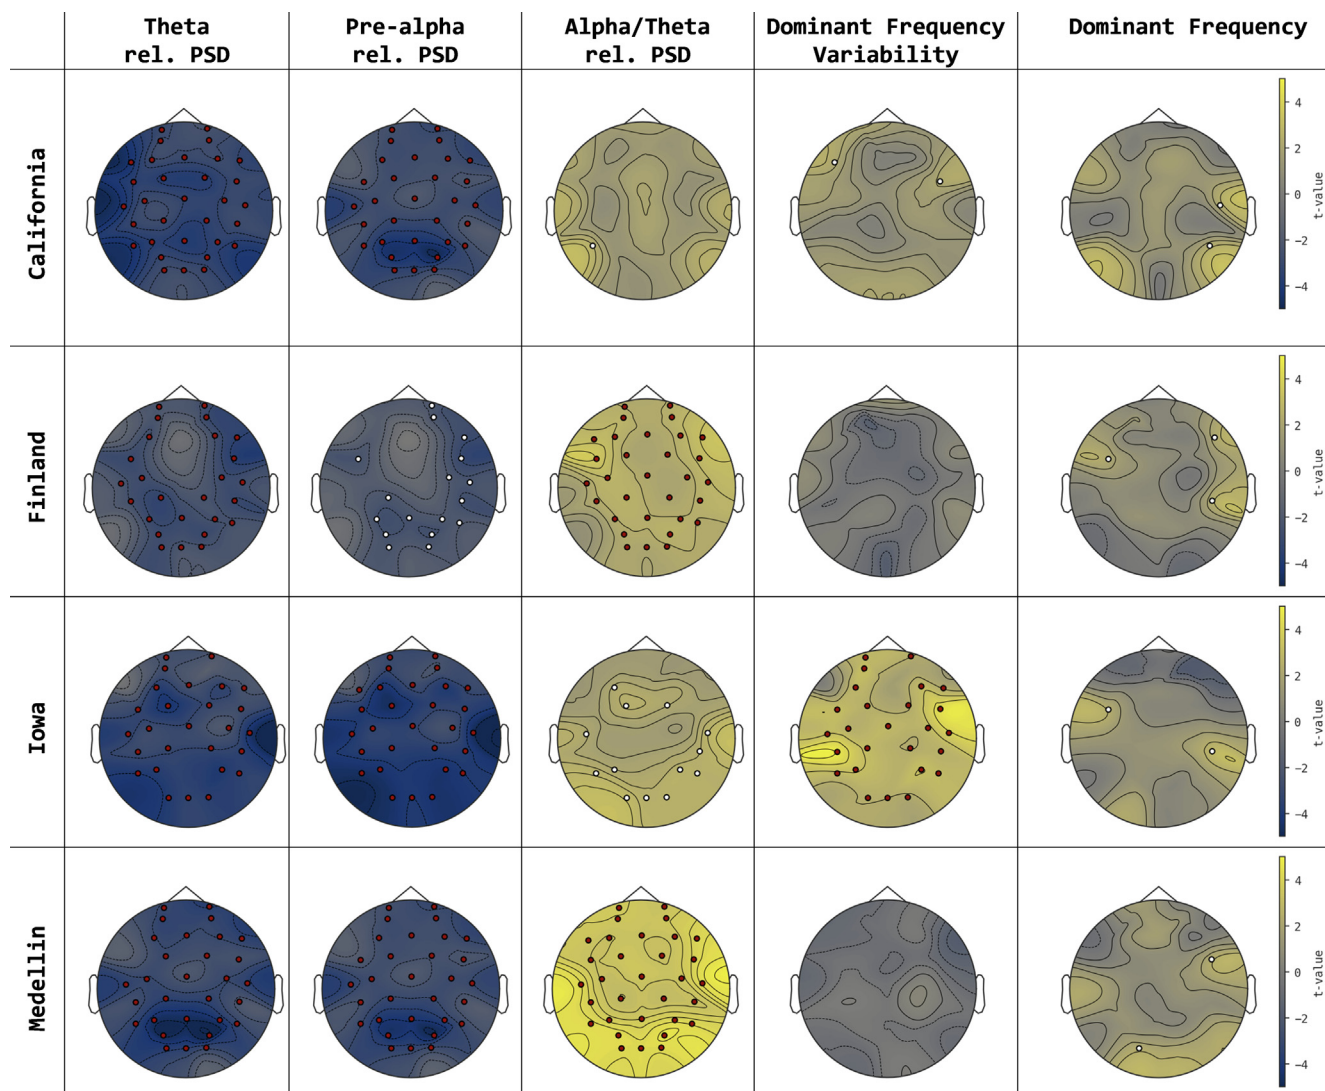 Theta
rel. PSD
Pre-alpha
rel. PSD
Alpha/Theta
rel. PSD
Dominant Frequency
Variability
Dominant Frequency
California
4
2
0
−2
−4
t-value
Finland
4
2
0
−2
−4
t-value
Iowa
4
2
0
−2
−4
t-value
Medellin
4
2
0
−2
−4
t-value